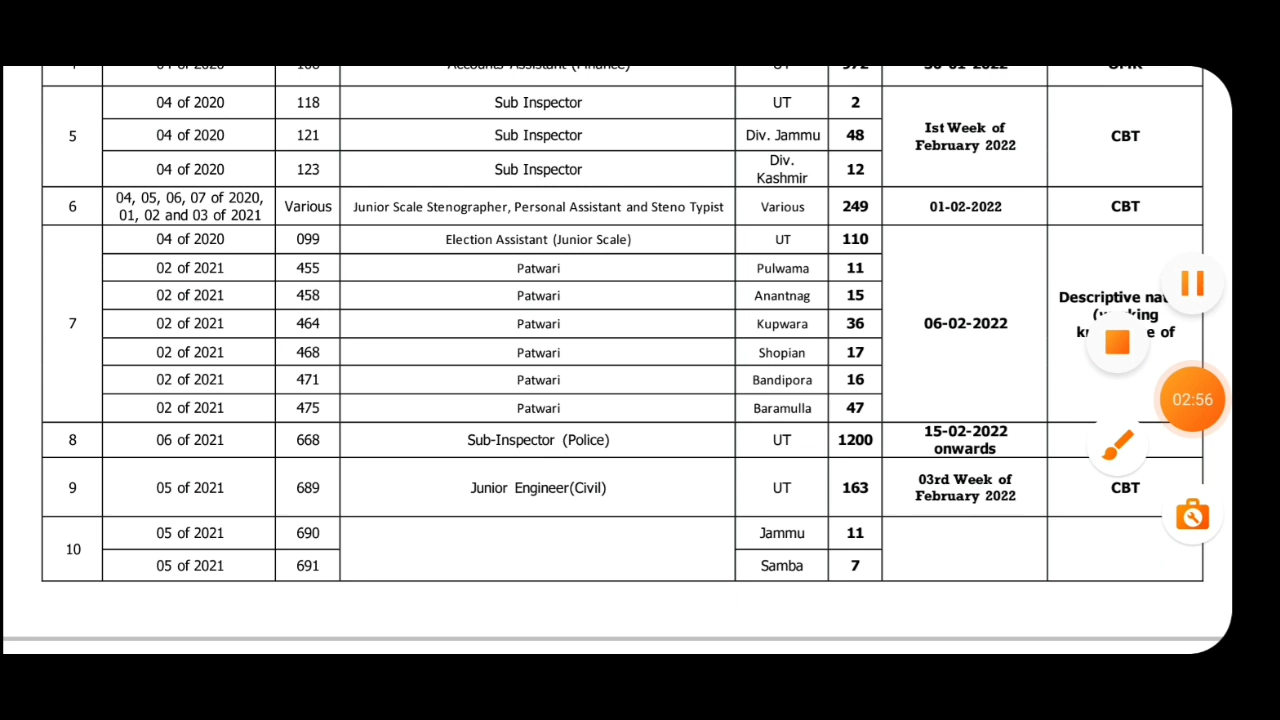 04 of 2020 118 Sub Inspector UT 2
04 of 2020 121 Sub Inspector Div. Jammu 48
5 Ist Week of
February 2022 CBT
04 of 2020 123 Sub Inspector Div.
Kashmir 12
6 04, 05, 06, 07 of 2020,
01, 02 and 03 of 2021 Various Junior Scale Stenographer, Personal Assistant and Steno Typist Various 249 01-02-2022 CBT
04 of 2020 099 Election Assistant (Junior Scale) UT 110
02 of 2021 455 Patwari Pulwama 11
02 of 2021 458 Patwari Anantnag 15
7 02 of 2021 464 Patwari Kupwara 36 06-02-2022
Descriptive
of
02 of 2021 468 Patwari Shopian 17
02 of 2021 471 Patwari Bandipora 16
02 of 2021 475 Patwari Baramulla 47
8 06 of 2021 668 Sub-Inspector (Police) UT 1200 15-02-2022
onwards
9 05 of 2021 689 Junior Engineer(Civil) UT 163 03rd Week of
February 2022 CBT
10 05 of 2021 690 Jammu 11
05 of 2021 691 Samba 7
02:56